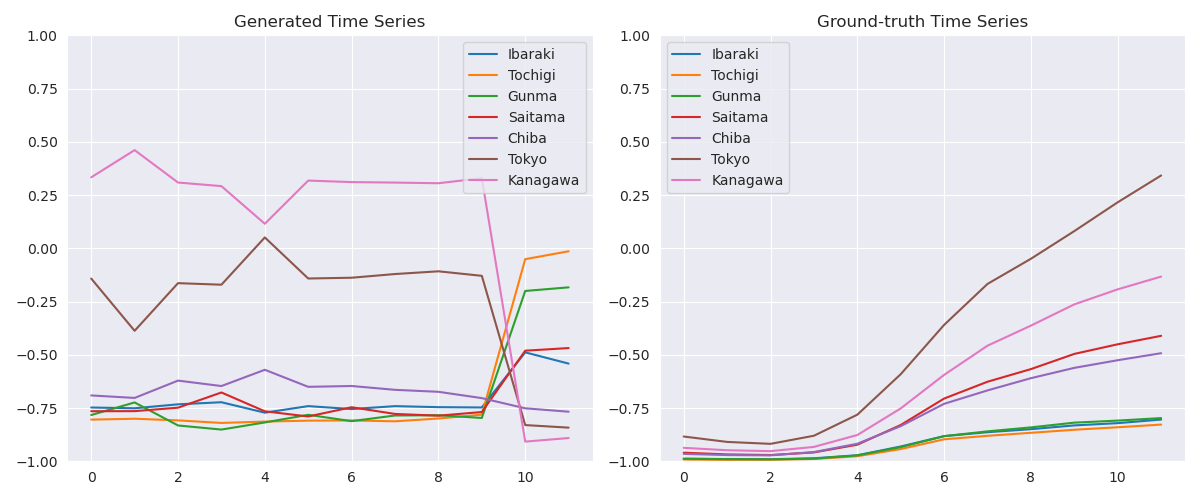 Generated Time Series
1.00
0.75
0.50
0.25
0.00
−0.25
−0.50
−0.75
−1.00
0 2 4 6 8 10
Ibaraki
Tochigi
Gunma
Saitama
Chiba
Tokyo
Kanagawa
Ground-truth Time Series
1.00
0.75
0.50
0.25
0.00
−0.25
−0.50
−0.75
−1.00
0 2 4 6 8 10
Ibaraki
Tochigi
Gunma
Saitama
Chiba
Tokyo
Kanagawa